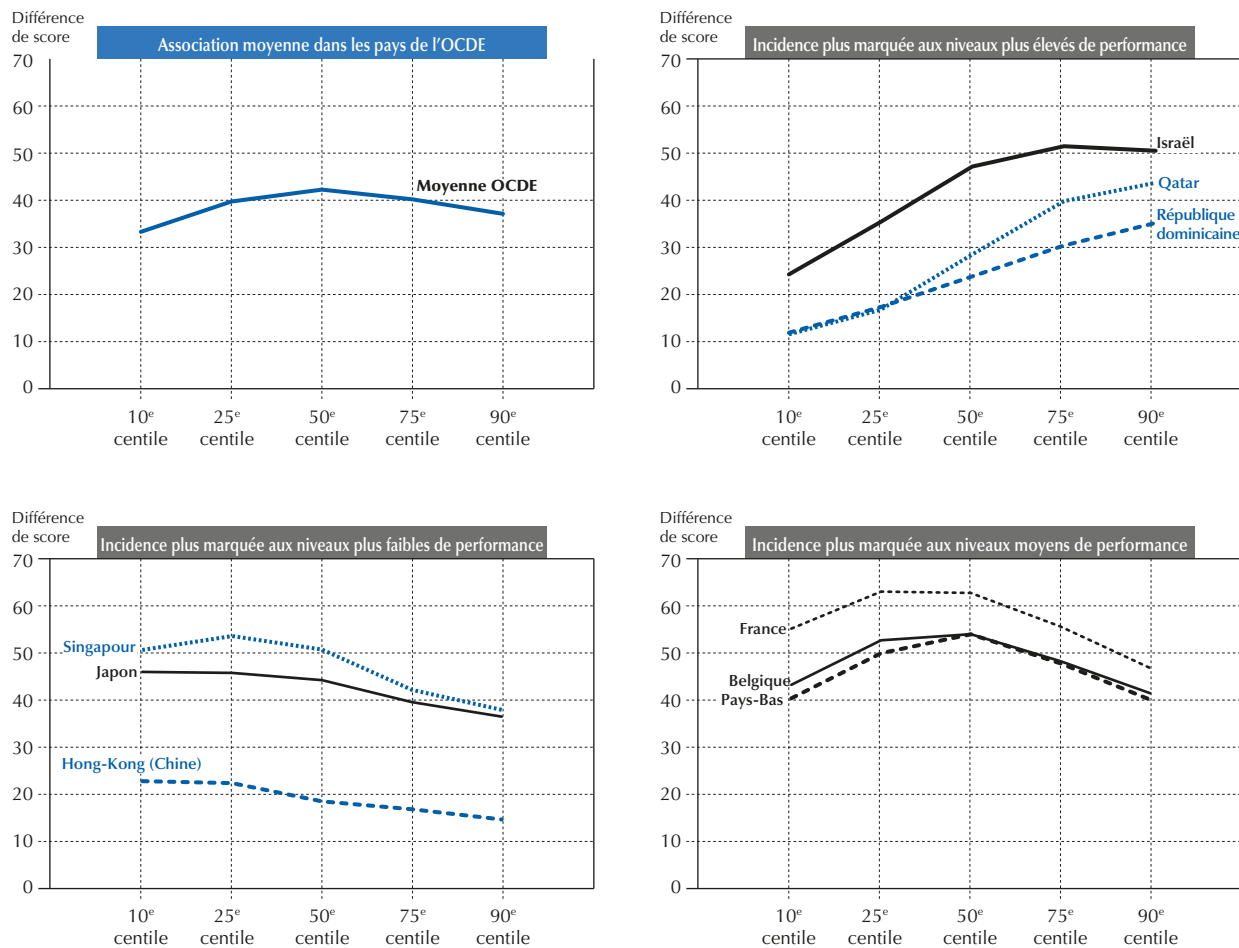 Différence
de score
Association moyenne dans les pays de l'OCDE
70
60
50
40
30
20
10
0
Moyenne OCDE
10e centile
25e centile
50e centile
75e centile
90e centile
Différence
de score
Incidence plus marquée aux niveaux plus élevés de performance
70
60
50
40
30
20
10
0
Israël
Qatar
République
dominicaine
10e centile
25e centile
50e centile
75e centile
90e centile
Différence
de score
Incidence plus marquée aux niveaux plus faibles de performance
70
60
50
40
30
20
10
0
Singapour
Japon
Hong-Kong (Chine)
10e centile
25e centile
50e centile
75e centile
90e centile
Différence
de score
Incidence plus marquée aux niveaux moyens de performance
70
60
50
40
30
20
10
0
France
Belgique
Pays-Bas
10e centile
25e centile
50e centile
75e centile
90e centile